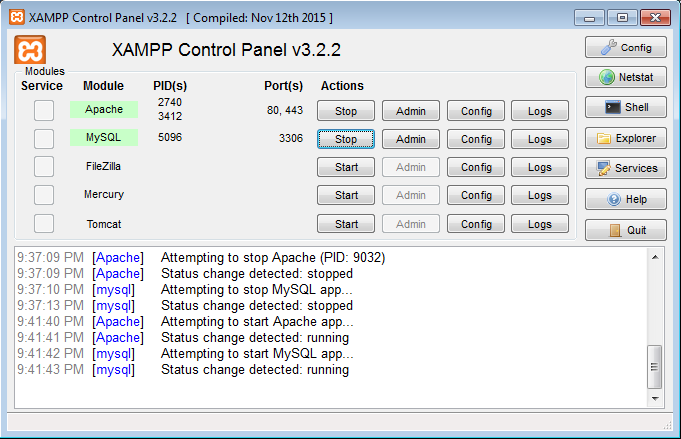 XAMPP Control Panel v3.2.2 [ Compiled: Nov 12th 2015 ]
XAMPP Control Panel v3.2.2
Config
Modules
Service Module PID(s) Port(s) Actions
Netstat
Apache 2740 3412 80, 443 Stop Admin Config Logs
Shell
MySQL 5096 3306 Stop Admin Config Logs
Explorer
FileZilla Start Admin Config Logs
Services
Mercury Start Admin Config Logs
Help
Tomcat Start Admin Config Logs
Quit
9:37:09 PM [Apache] Attempting to stop Apache (PID: 9032)
9:37:09 PM [Apache] Status change detected: stopped
9:37:10 PM [mysql] Attempting to stop MySQL app...
9:37:13 PM [mysql] Status change detected: stopped
9:41:40 PM [Apache] Attempting to start Apache app...
9:41:41 PM [Apache] Status change detected: running
9:41:42 PM [mysql] Attempting to start MySQL app...
9:41:43 PM [mysql] Status change detected: running